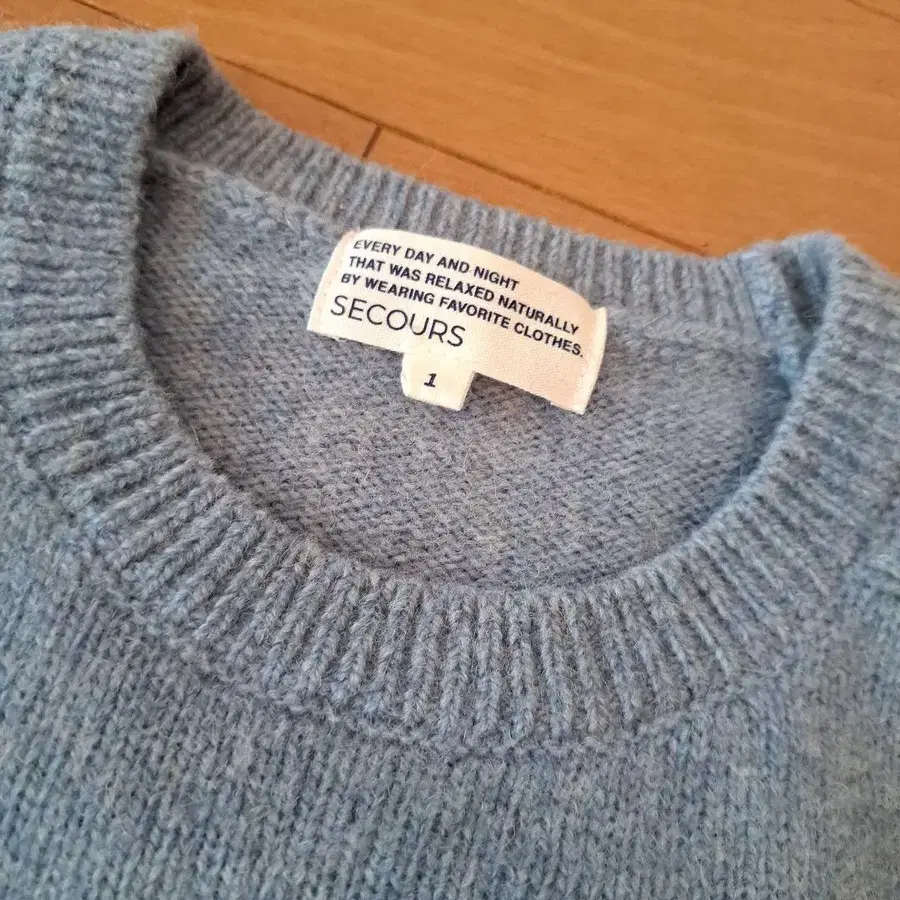 EVERY DAY AND NIGHT
THAT WAS RELAXED NATURALLY
BY WEARING FAVORITE CLOTHES.
SECOURS
1